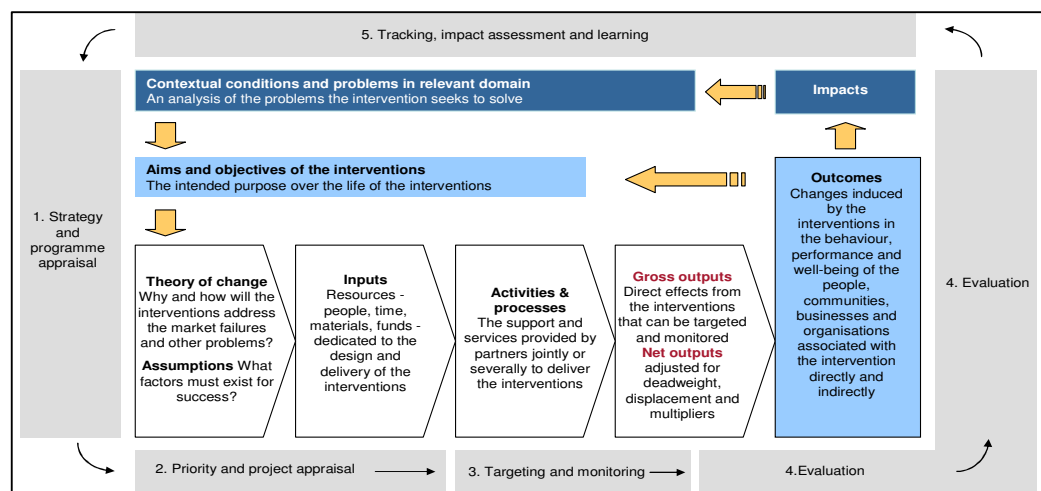 5. Tracking, impact assessment and learning
Contextual conditions and problems in relevant domain
An analysis of the problems the intervention seeks to solve
Impacts
Aims and objectives of the interventions
The intended purpose over the life of the interventions
1. Strategy
and
programme
appraisal
Theory of change
Why and how will the
interventions address
the market failures
and other problems?
Assumptions What
factors must exist for
success?
Inputs
Resources -
people, time,
materials, funds -
dedicated to the
design and
delivery of the
interventions
Activities &
processes
The support and
services provided by
partners jointly or
severally to deliver
the interventions
Gross outputs
Direct effects from
the interventions
that can be targeted
and monitored
Net outputs
adjusted for
deadweight,
displacement and
multipliers
Outcomes
Changes induced
by the
interventions in
the behaviour,
performance and
well-being of the
people,
communities,
businesses and
organisations
associated with
the intervention
directly and
indirectly
4. Evaluation
2. Priority and project appraisal
3. Targeting and monitoring
4.Evaluation